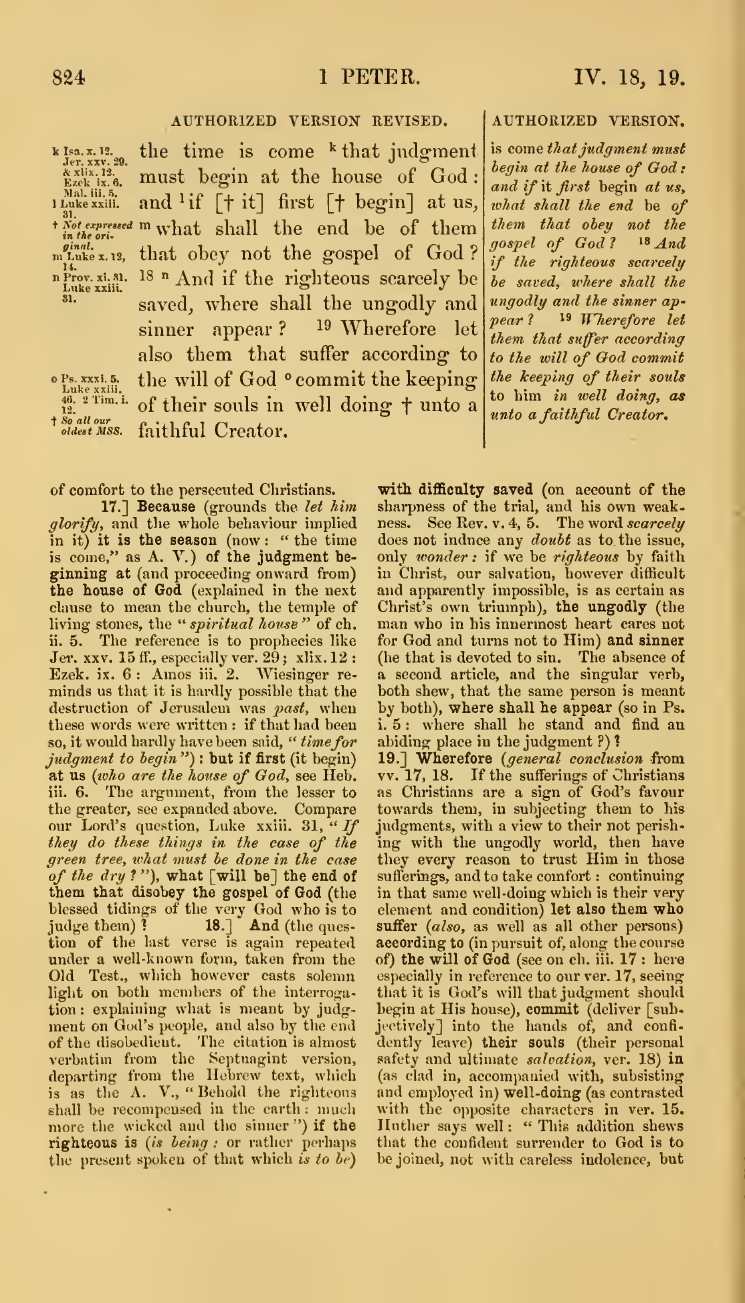 824
1 PETER.
IV. 18, 19.
AUTHORIZED VERSION REVISED.
k Isa. x. 12.
Jer. xxv. 29.
& xlix. 12.
Ezek ix. 6.
Mal. iii. 5.
l Luke xxiii.
31.
† Not expressed
in the ori-
ginal.
m Luke x. 12,
14.
n Prov. xi. 31.
Luke xxiii.
31.
o Ps. xxxi. 5.
Luke xxiii.
46. 2 Tim. i.
12.
† So all our
oldest MSS.
the time is come k that judgment
must begin at the house of God :
and l if [† it] first [† begin] at us,
m what shall the end be of them
that obey not the gospel of God ?
18 n And if the righteous scarcely be
saved, where shall the ungodly and
sinner appear ? 19 Wherefore let
also them that suffer according to
the will of God o commit the keeping
of their souls in well doing † unto a
faithful Creator.
AUTHORIZED VERSION.
is come that judgment must
begin at the house of God :
and if it first begin at us,
what shall the end be of
them that obey not the
gospel of God ? 18 And
if the righteous scarcely
be saved, where shall the
ungodly and the sinner ap-
pear ? 19 Wherefore let
them that suffer according
to the will of God commit
the keeping of their souls
to him in well doing, as
unto a faithful Creator.
of comfort to the persecuted Christians.
17.] Because (grounds the let him
glorify, and the whole behaviour implied
in it) it is the season (now : " the time
is come," as A. V.) of the judgment be-
ginning at (and proceeding onward from)
the house of God (explained in the next
clause to mean the church, the temple of
living stones, the " spiritual house " of ch.
ii. 5. The reference is to prophecies like
Jer. xxv. 15 ff., especially ver. 29 ; xlix. 12 :
Ezek. ix. 6 : Amos iii. 2. Wiesinger re-
minds us that it is hardly possible that the
destruction of Jerusalem was past, when
these words were written : if that had been
so, it would hardly have been said, " time for
judgment to begin ") : but if first (it begin)
at us (who are the house of God, see Heb.
iii. 6. The argument, from the lesser to
the greater, see expanded above. Compare
our Lord's question, Luke xxiii. 31, " If
they do these things in the case of the
green tree, what must be done in the case
of the dry ? "), what [will be] the end of
them that disobey the gospel of God (the
blessed tidings of the very God who is to
judge them) ? 18.] And (the ques-
tion of the last verse is again repeated
under a well-known form, taken from the
Old Test., which however casts solemn
light on both members of the interroga-
tion : explaining what is meant by judg-
ment on God's people, and also by the end
of the disobedient. The citation is almost
verbatim from the Septuagint version,
departing from the Hebrew text, which
is as the A. V., " Behold the righteous
shall be recompensed in the earth : much
more the wicked and the sinner ") if the
righteous is (is being : or rather perhaps
the present spoken of that which is to be)
with difficulty saved (on account of the
sharpness of the trial, and his own weak-
ness. See Rev. v. 4, 5. The word scarcely
does not induce any doubt as to the issue,
only wonder : if we be righteous by faith
in Christ, our salvation, however difficult
and apparently impossible, is as certain as
Christ's own triumph), the ungodly (the
man who in his innermost heart cares not
for God and turns not to Him) and sinner
(he that is devoted to sin. The absence of
a second article, and the singular verb,
both shew, that the same person is meant
by both), where shall he appear (so in Ps.
i. 5 : where shall he stand and find an
abiding place in the judgment ?) ?
19.] Wherefore (general conclusion from
vv. 17, 18. If the sufferings of Christians
as Christians are a sign of God's favour
towards them, in subjecting them to his
judgments, with a view to their not perish-
ing with the ungodly world, then have
they every reason to trust Him in those
sufferings, and to take comfort : continuing
in that same well-doing which is their very
element and condition) let also them who
suffer (also, as well as all other persons)
according to (in pursuit of, along the course
of) the will of God (see on ch. iii. 17 : here
especially in reference to our ver. 17, seeing
that it is God's will that judgment should
begin at His house), commit (deliver [sub-
jectively] into the hands of, and confi-
dently leave) their souls (their personal
safety and ultimate salvation, ver. 18) in
(as clad in, accompanied with, subsisting
and employed in) well-doing (as contrasted
with the opposite characters in ver. 15.
Huther says well : " This addition shews
that the confident surrender to God is to
be joined, not with careless indolence, but